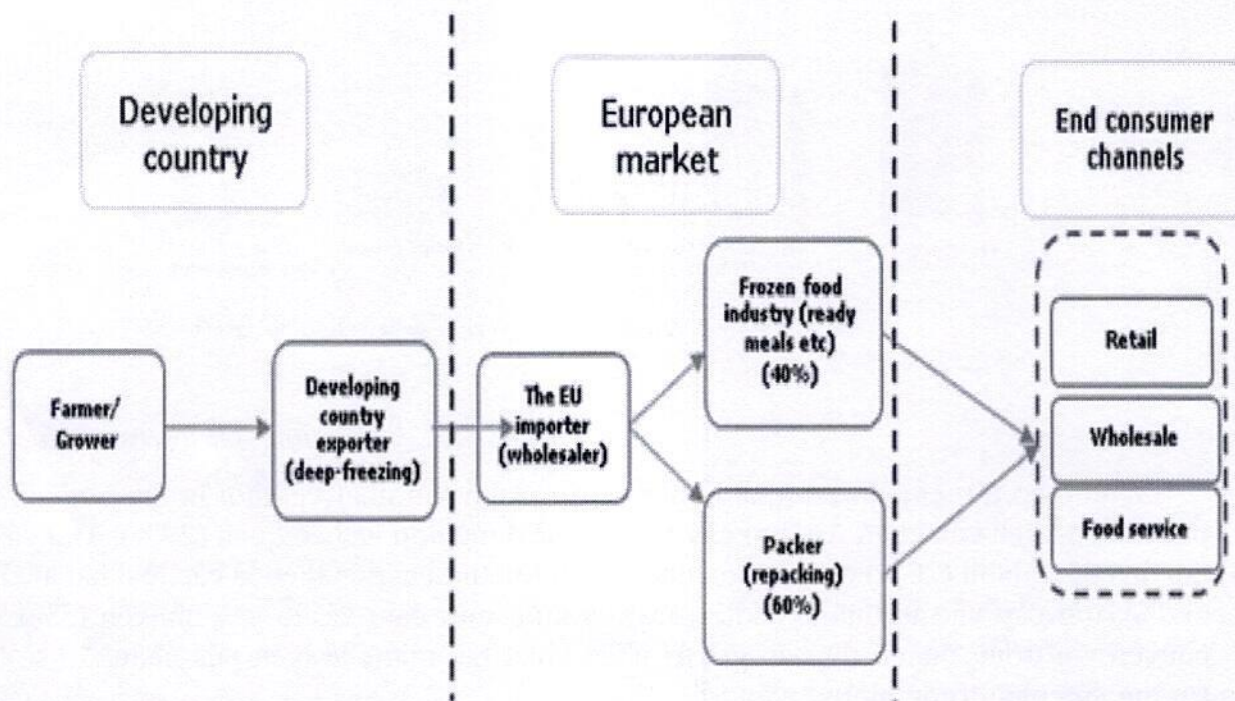 Developing
country
European
market
End consumer
channels
Farmer/
Grower
Developing
country
exporter
(deep-freezing)
The EU
importer
(wholesaler)
Frozen food
industry (ready
meals etc)
(40%)
Packer
(repacking)
(60%)
Retail
Wholesale
Food service